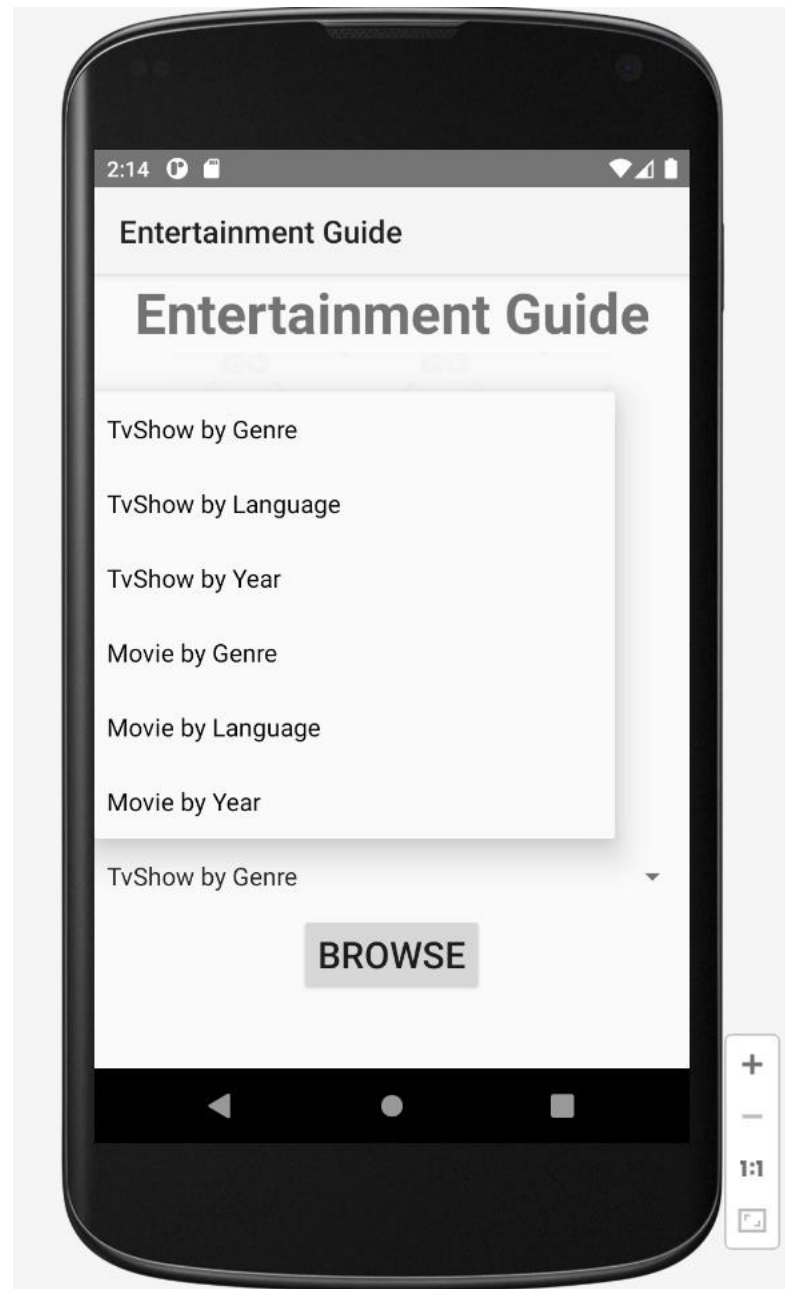 2:14
Entertainment Guide
Entertainment Guide
TvShow by Genre
TvShow by Language
TvShow by Year
Movie by Genre
Movie by Language
Movie by Year
TvShow by Genre
BROWSE
1:1